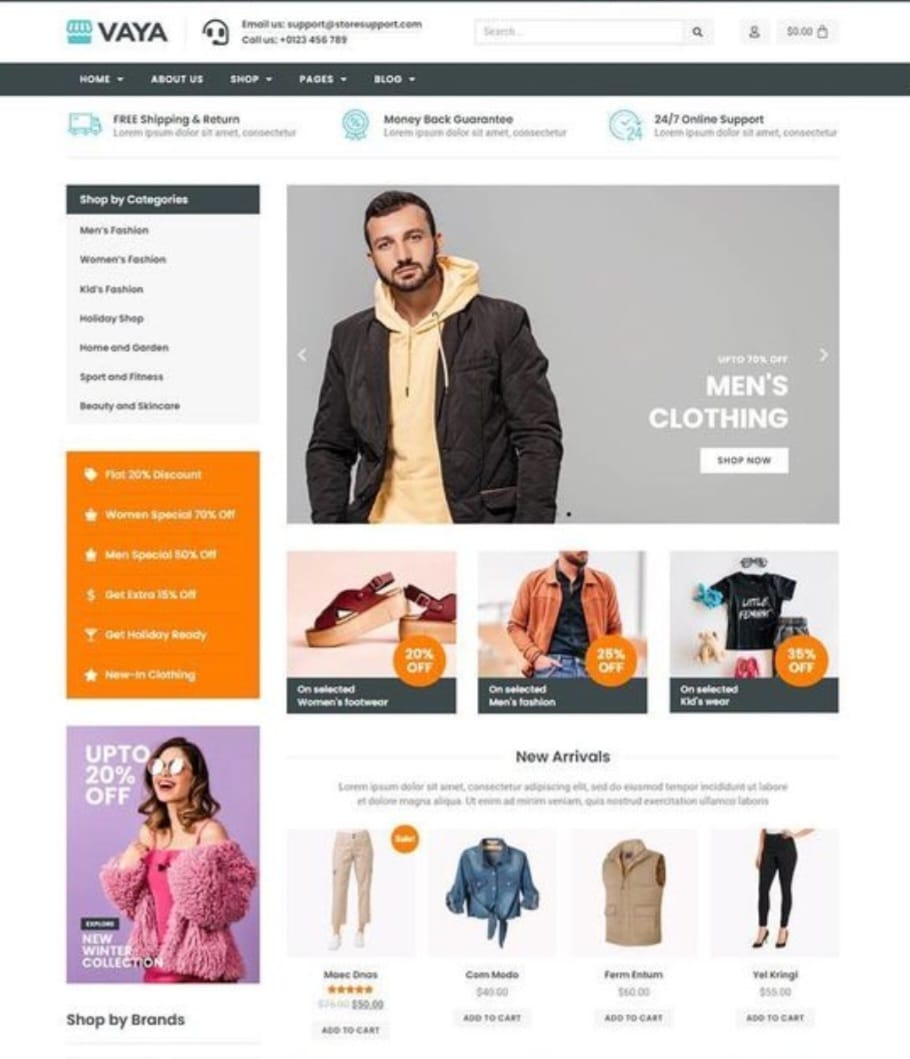 VAYA
Email us: support@storesupport.com
Call us: +0123 456 789
Search...
$0.00
HOME
ABOUT US
SHOP
PAGES
BLOG
FREE Shipping & Return
Lorem ipsum dolor sit amet, consectetur
Money Back Guarantee
Lorem ipsum dolor sit amet, consectetur
24
24/7 Online Support
Lorem ipsum dolor sit amet, consectetur
Shop by Categories
Men's Fashion
Women's Fashion
Kid's Fashion
Holiday Shop
Home and Garden
Sport and Fitness
Beauty and Skincare
UPTO 70% OFF
MEN'S
CLOTHING
SHOP NOW
Flat 20% Discount
Women Special 70% Off
Men Special 50% Off
Get Extra 15% Off
Get Holiday Ready
New-In Clothing
20%
OFF
On selected
Women's footwear
25%
OFF
On selected
Men's fashion
LITTLE
35%
OFF
On selected
Kid's wear
UPTO
20%
OFF
EXPLORE
NEW
WINTER
COLLECTION
New Arrivals
Lorem ipsum dolor sit amet, consectetur adipiscing elit, sed do eiusmod tempor incididunt ut labore
et dolore magna aliqua. Ut enim ad minim veniam, quis nostrud exercitation ullamco laboris
Sale!
Maec Dnas
$50.00
ADD TO CART
Com Modo
ADD TO CART
Ferm Entum
$60.00
ADD TO CART
Yel Kringl
$55.00
ADD TO CART
Shop by Brands